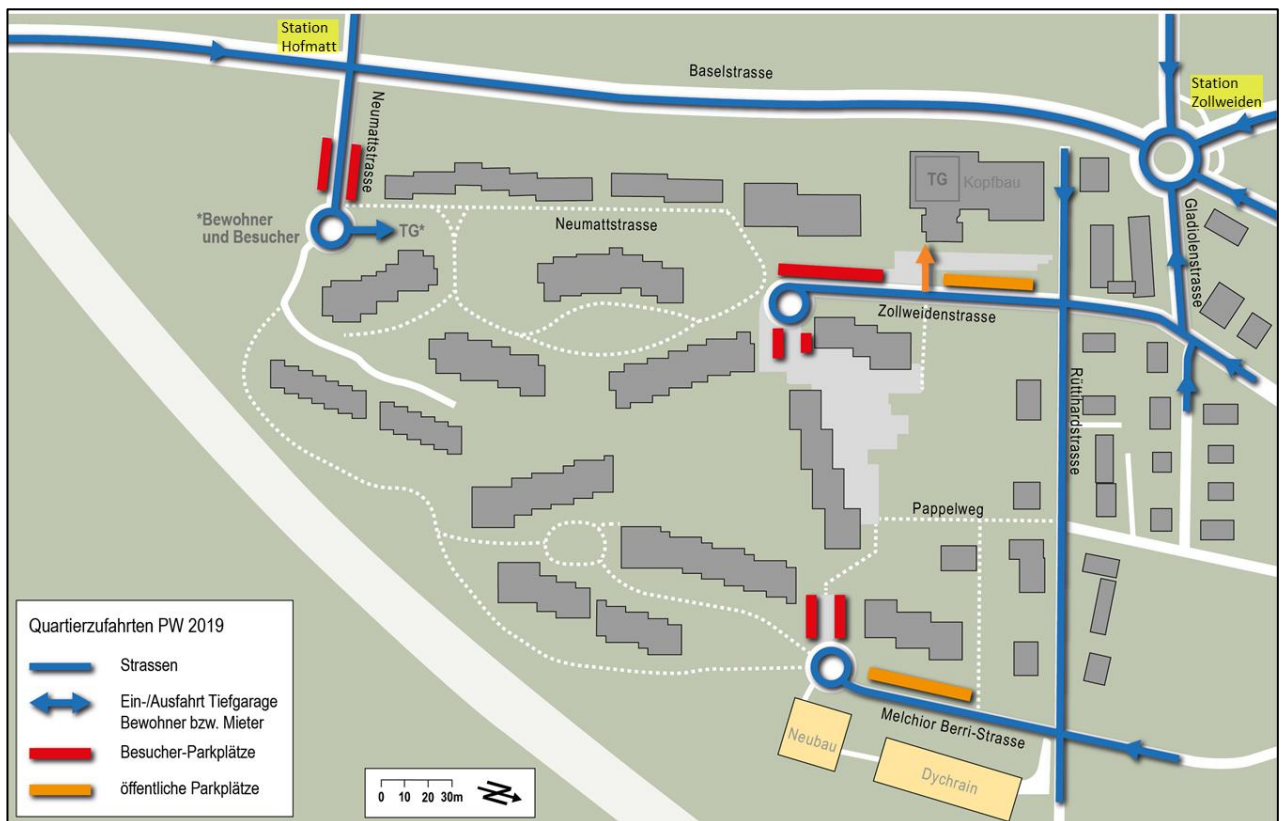 Station
Hofmatt
Baselstrasse
Station
Zollweiden
Neumattstrasse
TG
Kopfbau
*Bewohner
und Besucher
TG*
Neumattstrasse
Gladiolenstrasse
Zollweidenstrasse
Rüttihardstrasse
Pappelweg
Melchior Berri-Strasse
Neubau
Dychrain
Quartierzufahrten PW 2019
Strassen
Ein-/Ausfahrt Tiefgarage
Bewohner bzw. Mieter
Besucher-Parkplätze
öffentliche Parkplätze
0 10 20 30m